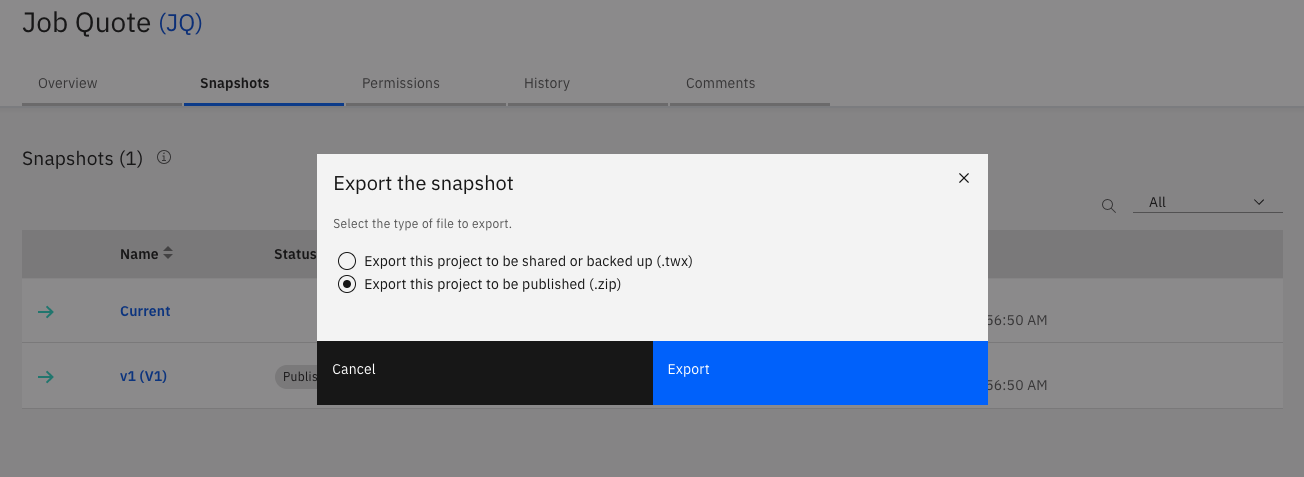 Job Quote (JQ)
Overview Snapshots Permissions History Comments
Snapshots (1)
Export the snapshot
Select the type of file to export.
All
Export this project to be shared or backed up (.twx)
Name Status
Export this project to be published (.zip)
Current
56:50 AM
Cancel Export
v1 (V1) Publis
56:50 AM